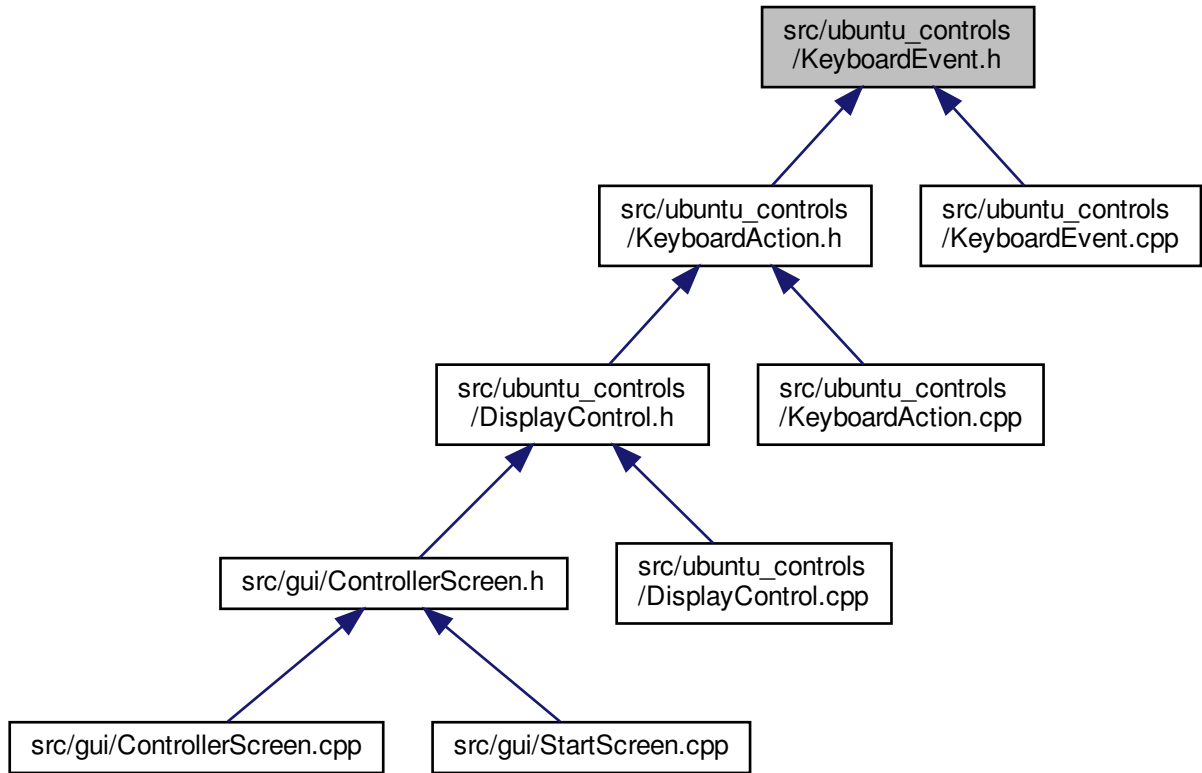 src/ubuntu_controls
/KeyboardEvent.h
src/ubuntu_controls
/KeyboardAction.h
src/ubuntu_controls
/KeyboardEvent.cpp
src/ubuntu_controls
/DisplayControl.h
src/ubuntu_controls
/KeyboardAction.cpp
src/gui/ControllerScreen.h
src/ubuntu_controls
/DisplayControl.cpp
src/gui/ControllerScreen.cpp
src/gui/StartScreen.cpp